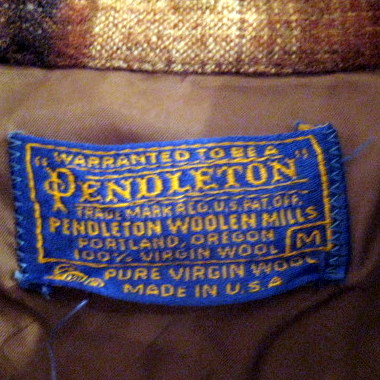 "WARRANTED TO BE A
PENDLETON"
TRADE MARK REG. U.S. PAT. OFF.
PENDLETON WOOLEN MILLS
PORTLAND, OREGON
100% VIRGIN WOOL M
PURE VIRGIN WOOL
MADE IN U.S.A